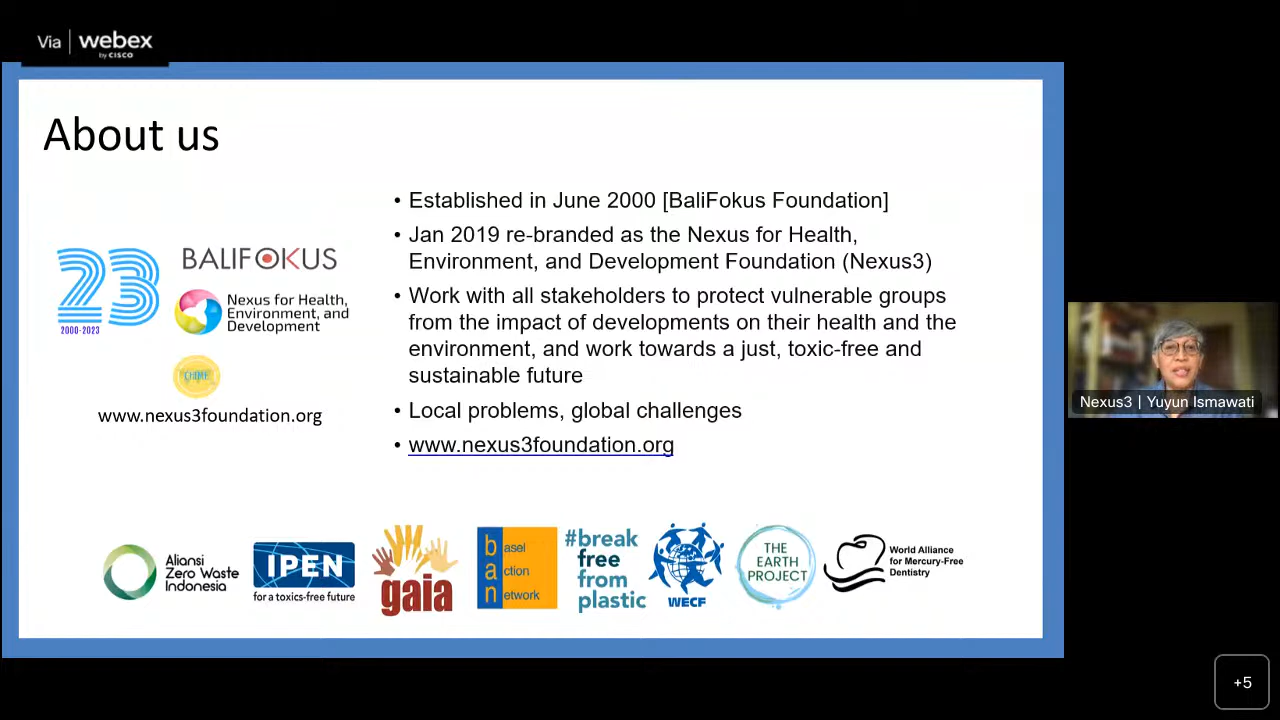 Via webex
by CISCO
About us
• Established in June 2000 [BaliFokus Foundation]
• Jan 2019 re-branded as the Nexus for Health,
Environment, and Development Foundation (Nexus3)
• Work with all stakeholders to protect vulnerable groups
from the impact of developments on their health and the
environment, and work towards a just, toxic-free and
sustainable future
• Local problems, global challenges
• www.nexus3foundation.org
23
2000-2023
BALIFOKUS
Nexus for Health,
Environment, and
Development
www.nexus3foundation.org
Aliansi
Zero Waste
Indonesia
IPEN
for a toxics-free future
gaia
basel
action
network
#break
free
from
plastic
WECF
THE
EARTH
PROJECT
World Alliance
for Mercury-Free
Dentistry
Nexus3 | Yuyun Ismawati
+5